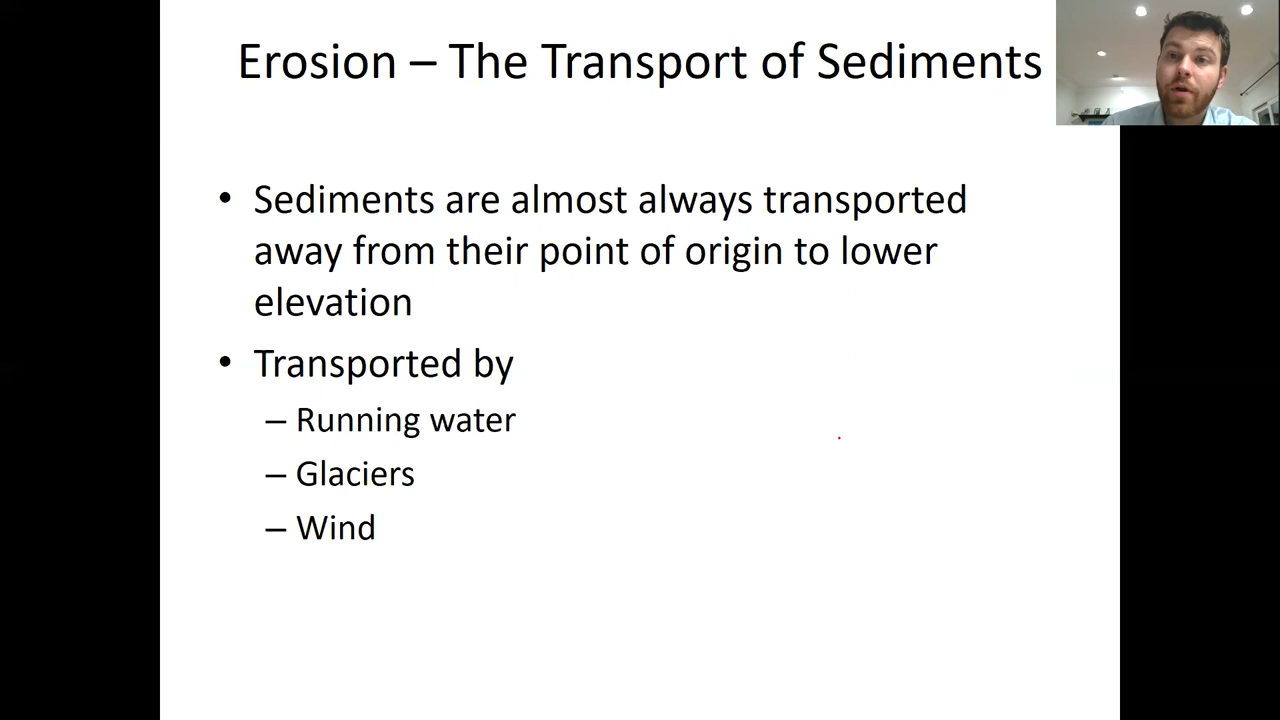 Erosion – The Transport of Sediments
• Sediments are almost always transported
away from their point of origin to lower
elevation
• Transported by
– Running water
– Glaciers
– Wind